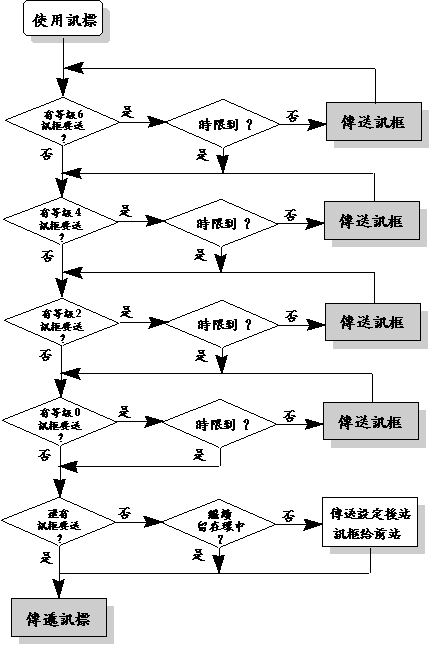 使用訊標
有等級6
訊框要送
?
是
時限到?
否
傳送訊框
否
是
有等級4
訊框要送
?
是
時限到?
否
傳送訊框
否
是
有等級2
訊框要送
?
是
時限到?
否
傳送訊框
否
是
有等級0
訊框要送
?
是
時限到?
否
傳送訊框
否
是
還有
訊框要送
?
否
繼續
留在環中
?
否
傳送設定後站
訊框給前站
是
是
傳遞訊標